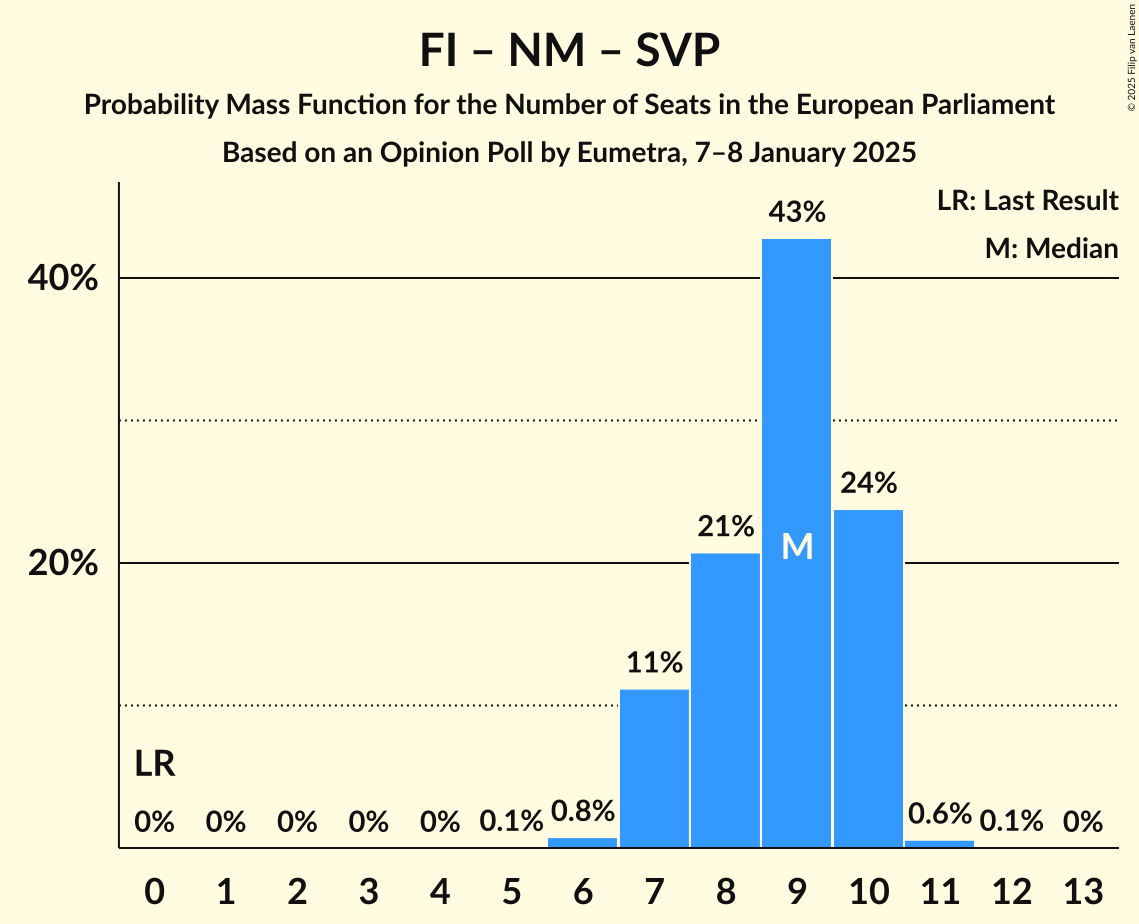 FI – NM – SVP
Probability Mass Function for the Number of Seats in the European Parliament
Based on an Opinion Poll by Eumetra, 7–8 January 2025
© 2025 Filip van Laenen
LR: Last Result
M: Median
43%
40%
24%
21%
M
20%
11%
LR
0% 0% 0% 0% 0% 0.1% 0.8% 0.6% 0.1% 0%
0 1 2 3 4 5 6 7 8 9 10 11 12 13